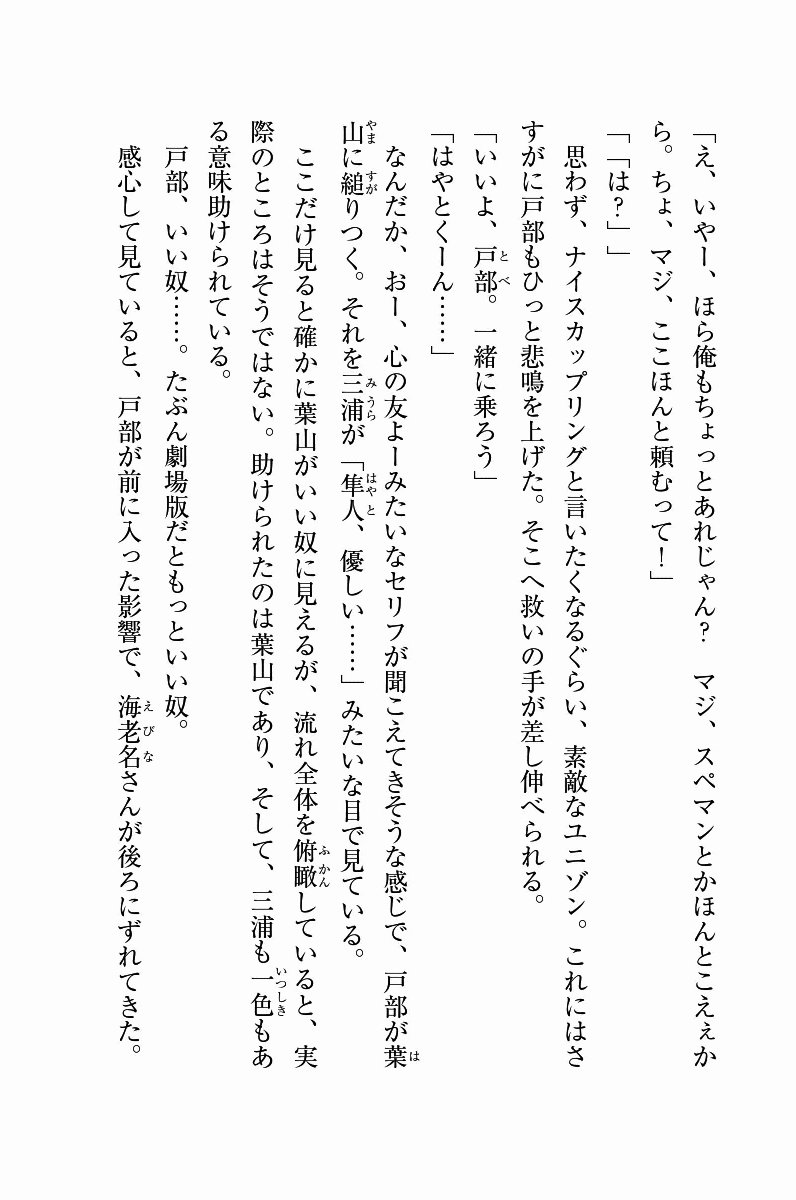 「え、いやー、ほら俺もちょっとあれじゃん?　マジ、スペマンとかほんとこえぇか
ら。ちょ、マジ、ここほんと頼むって!」
「「は?」」
　思わず、ナイスカップリングと言いたくなるぐらい、素敵なユニゾン。これにはさ
すがに戸部もひっと悲鳴を上げた。そこへ救いの手が差し伸べられる。
「いいよ、戸部。一緒に乗ろう」
「はやとくーん……」
　なんだか、おー、心の友よーみたいなセリフが聞こえてきそうな感じで、戸部が葉
山に縋りつく。それを三浦が「隼人、優しい……」みたいな目で見ている。
　ここだけ見ると確かに葉山がいい奴に見えるが、流れ全体を俯瞰していると、実
際のところはそうではない。助けられたのは葉山であり、そして、三浦も一色もあ
る意味助けられている。
　戸部、いい奴……。たぶん劇場版だともっといい奴。
　感心して見ていると、戸部が前に入った影響で、海老名さんが後ろにずれてきた。